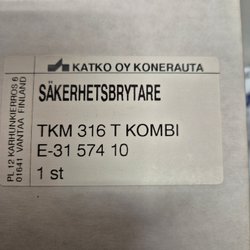 KATKO OY KONERAUTA
SÄKERHETSBRYTARE
TKM 316 T KOMBI
E-31 574 10
1 st
PL 12 KARHUNKIERROS 6
01641 VANTAA FINLAND